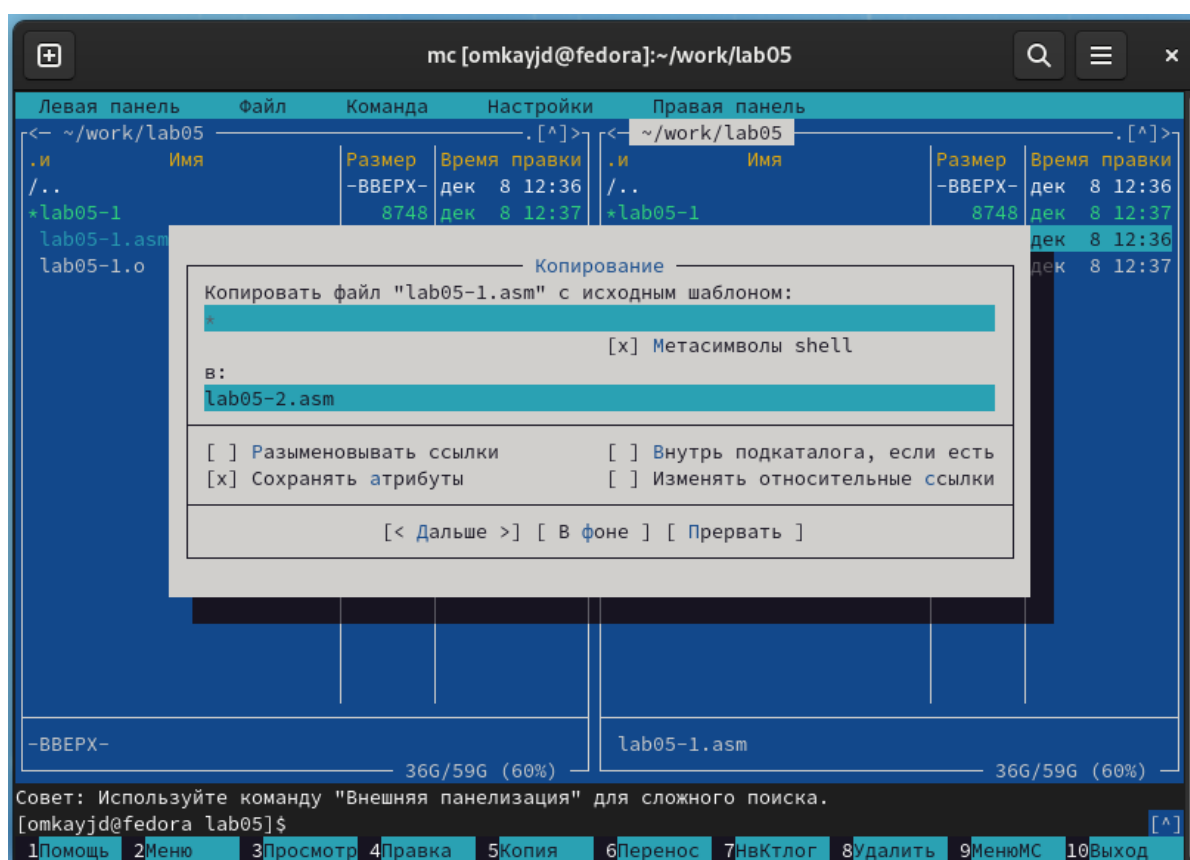 mc [omkayjd@fedora]:~/work/lab05
Левая панель Файл Команда Настройки Правая панель
<— ~/work/lab05 .[^]> <— ~/work/lab05 .[^]>
.и Имя Размер Время правки .и Имя Размер Время правки
/.. -ВВЕРХ- дек 8 12:36 /.. -ВВЕРХ- дек 8 12:36
*lab05-1 8748 дек 8 12:37 *lab05-1 8748 дек 8 12:37
lab05-1.asm дек 8 12:36
lab05-1.o дек 8 12:37
Копирование
Копировать файл "lab05-1.asm" с исходным шаблоном:
*
[x] Метасимволы shell
в:
lab05-2.asm
[ ] Разыменовывать ссылки [ ] Внутрь подкаталога, если есть
[x] Сохранять атрибуты [ ] Изменять относительные ссылки
[< Дальше >] [ В фоне ] [ Прервать ]
-ВВЕРХ- lab05-1.asm
36G/59G (60%) 36G/59G (60%)
Совет: Используйте команду "Внешняя панелизация" для сложного поиска.
[omkayjd@fedora lab05]$ [^]
1Помощь 2Меню 3Просмотр 4Правка 5Копия 6Перенос 7НвКтлог 8Удалить 9МенюMC 10Выход